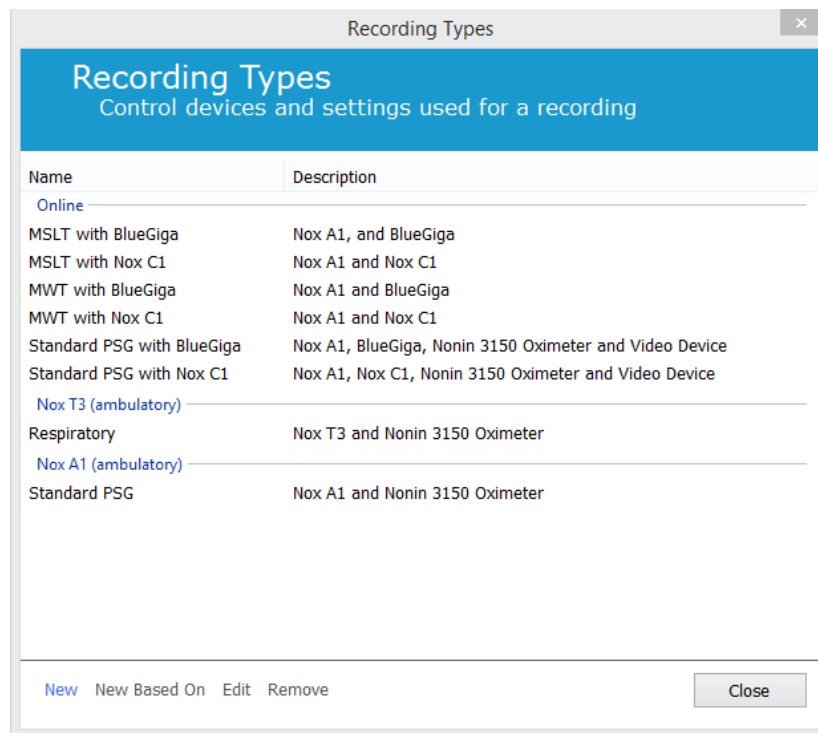 Recording Types
Recording Types
Control devices and settings used for a recording
Name Description
Online
MSLT with BlueGiga Nox A1, and BlueGiga
MSLT with Nox C1 Nox A1 and Nox C1
MWT with BlueGiga Nox A1 and BlueGiga
MWT with Nox C1 Nox A1 and Nox C1
Standard PSG with BlueGiga Nox A1, BlueGiga, Nonin 3150 Oximeter and Video Device
Standard PSG with Nox C1 Nox A1, Nox C1, Nonin 3150 Oximeter and Video Device
Nox T3 (ambulatory)
Respiratory Nox T3 and Nonin 3150 Oximeter
Nox A1 (ambulatory)
Standard PSG Nox A1 and Nonin 3150 Oximeter
New New Based On Edit Remove Close